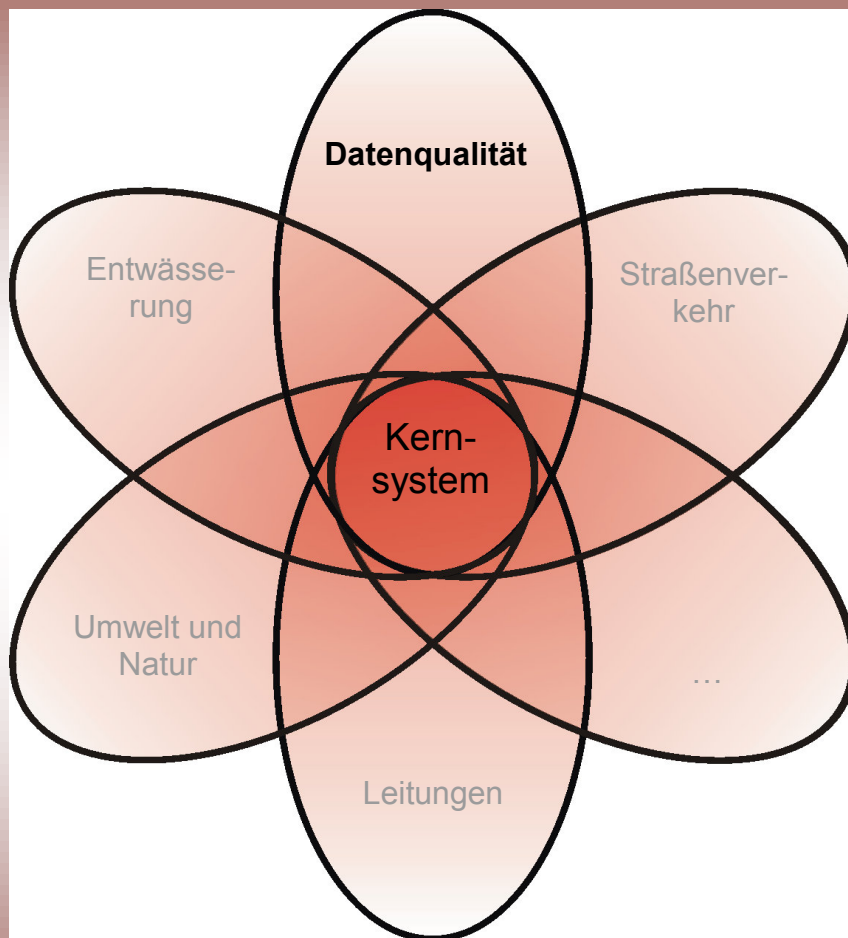 Datenqualität
Entwässe-
rung
Straßenver-
kehr
Kern-
system
Umwelt und
Natur
...
Leitungen